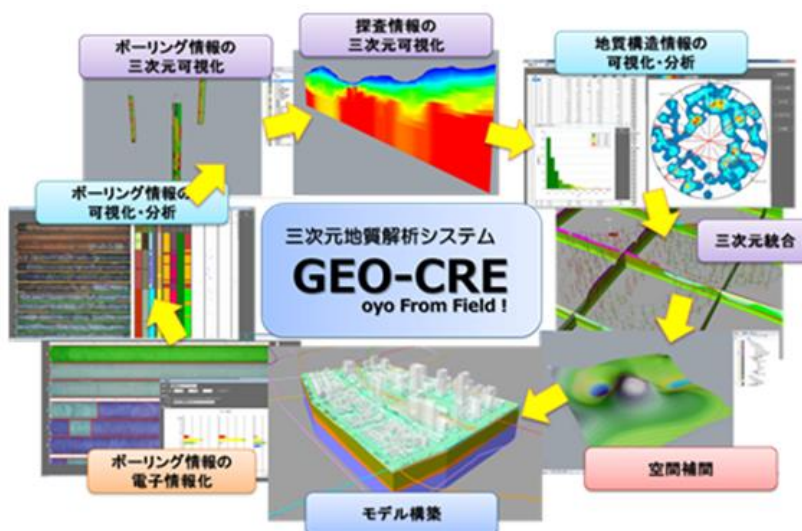 ボーリング情報の
三次元可視化
探査情報の
三次元可視化
地質構造情報の
可視化・分析
ボーリング情報の
可視化・分析
三次元地質解析システム
GEO-CRE
oyo From Field !
三次元統合
ボーリング情報の
電子情報化
モデル構築
空間補間